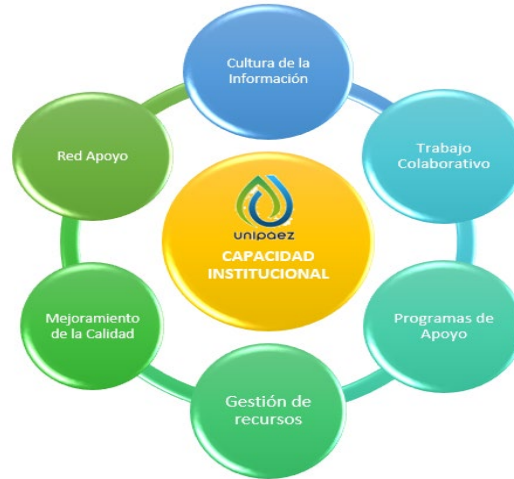 Cultura de la
Información
Trabajo
Colaborativo
Programas de
Apoyo
Gestión de
recursos
Mejoramiento
de la Calidad
Red Apoyo
unipaez
CAPACIDAD
INSTITUCIONAL